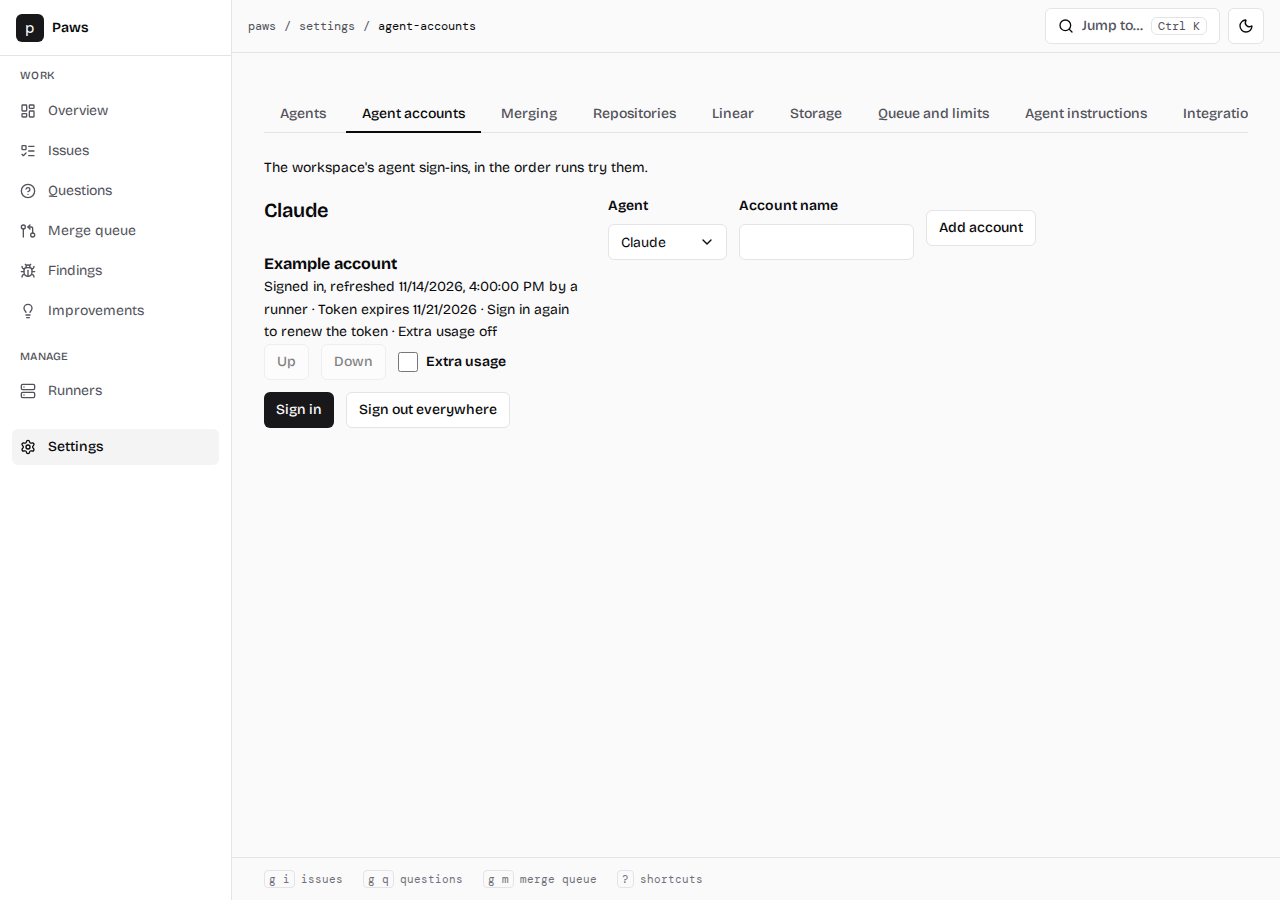 p Paws
paws / settings / agent-accounts
Jump to... Ctrl K
WORK
Overview
Issues
Questions
Merge queue
Findings
Improvements
MANAGE
Runners
Settings
Agents Agent accounts Merging Repositories Linear Storage Queue and limits Agent instructions Integratio
The workspace's agent sign-ins, in the order runs try them.
Claude
Example account
Signed in, refreshed 11/14/2026, 4:00:00 PM by a
runner · Token expires 11/21/2026 · Sign in again
to renew the token · Extra usage off
Up Down Extra usage
Sign in Sign out everywhere
Agent Account name
Claude Add account
g i issues g q questions g m merge queue ? shortcuts